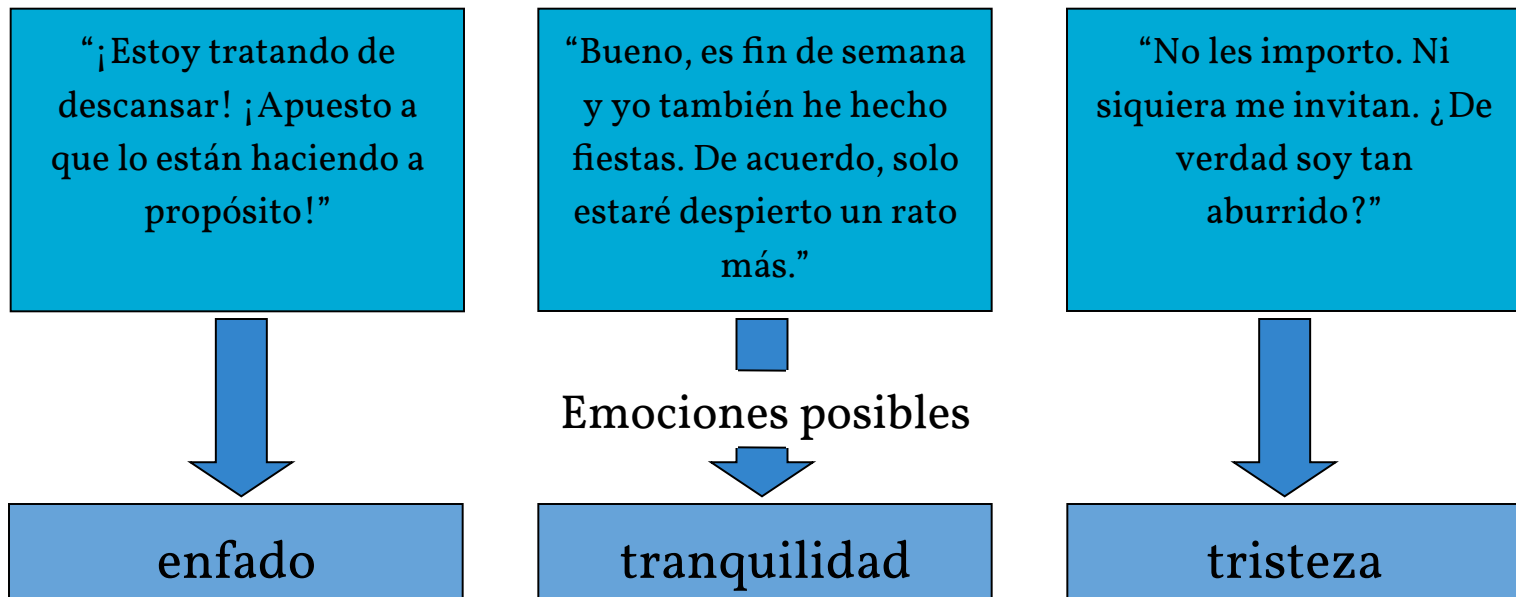 “¡Estoy tratando de
descansar! ¡Apuesto a
que lo están haciendo a
propósito!”
“Bueno, es fin de semana
y yo también he hecho
fiestas. De acuerdo, solo
estaré despierto un rato
más.”
“No les importo. Ni
siquiera me invitan. ¿De
verdad soy tan
aburrido?”
Emociones posibles
enfado
tranquilidad
tristeza